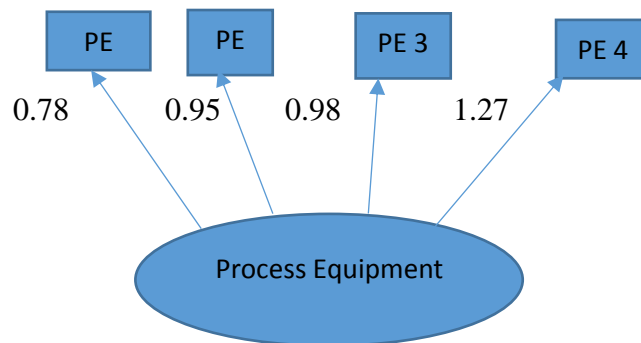 PE
PE
PE 3
PE 4
0.78
0.95
0.98
1.27
Process Equipment